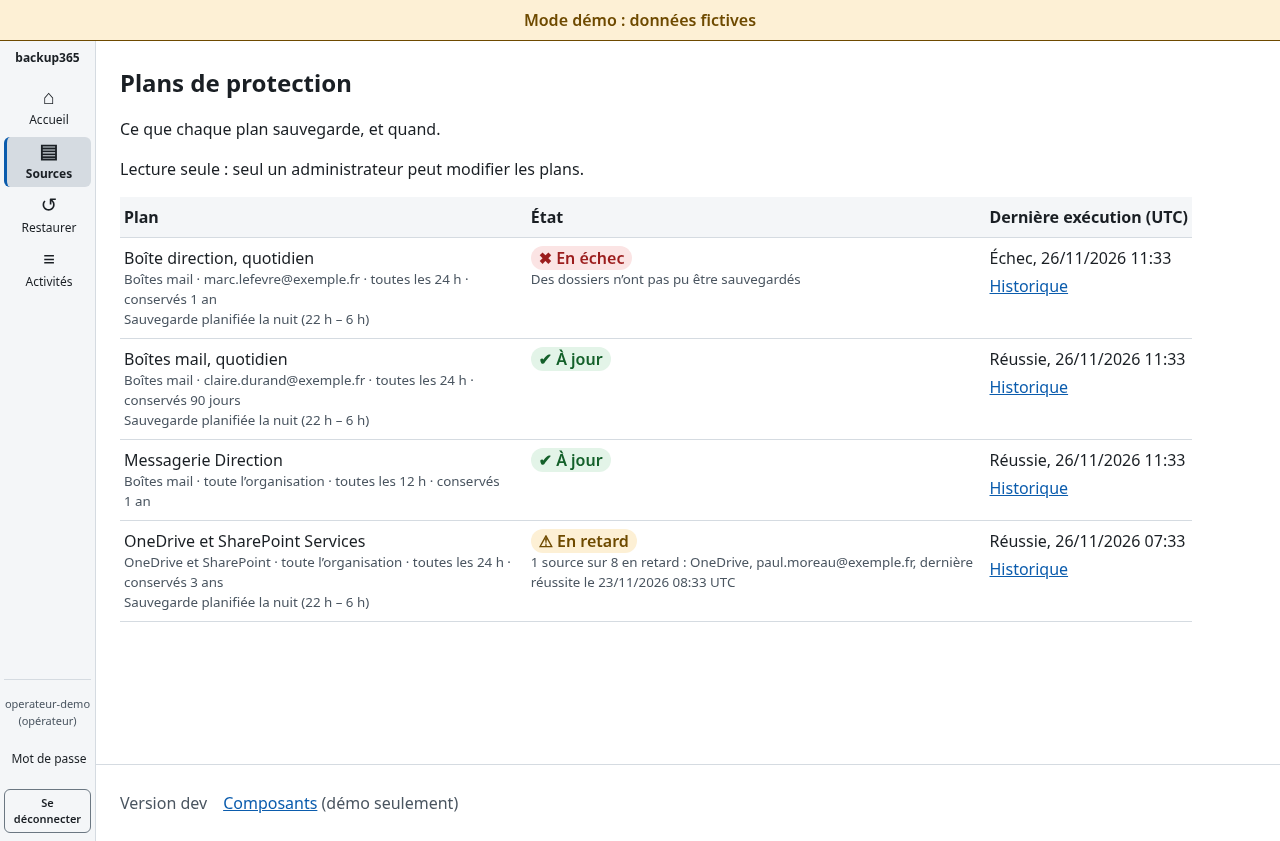 Mode démo : données fictives
backup365
⌂
Accueil
▤
Sources
↺
Restaurer
≡
Activités
operateur-demo
(opérateur)
Mot de passe
Se
déconnecter
Plans de protection
Ce que chaque plan sauvegarde, et quand.
Lecture seule : seul un administrateur peut modifier les plans.
Plan État Dernière exécution (UTC)
Boîte direction, quotidien ✖ En échec Échec, 26/11/2026 11:33
Boîtes mail · marc.lefevre@exemple.fr · toutes les 24 h · Des dossiers n’ont pas pu être sauvegardés Historique
conservés 1 an
Sauvegarde planifiée la nuit (22 h – 6 h)
Boîtes mail, quotidien ✔ À jour Réussie, 26/11/2026 11:33
Boîtes mail · claire.durand@exemple.fr · toutes les 24 h · Historique
conservés 90 jours
Sauvegarde planifiée la nuit (22 h – 6 h)
Messagerie Direction ✔ À jour Réussie, 26/11/2026 11:33
Boîtes mail · toute l’organisation · toutes les 12 h · conservés Historique
1 an
OneDrive et SharePoint Services ⚠ En retard Réussie, 26/11/2026 07:33
OneDrive et SharePoint · toute l’organisation · toutes les 24 h · 1 source sur 8 en retard : OneDrive, paul.moreau@exemple.fr, dernière Historique
conservés 3 ans réussite le 23/11/2026 08:33 UTC
Sauvegarde planifiée la nuit (22 h – 6 h)
Version dev Composants (démo seulement)